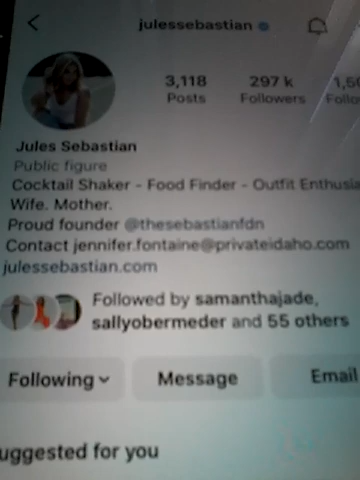 julessebastian
3,118
297 k
Posts
Followers
Jules Sebastian
Public figure
Cocktail Shaker - Food Finder - Outfit
Wife. Mother.
Proud founder @thesebastianfdn
Contact jennifer.fontaine@privateidaho.com
julessebastian.com
Followed by samanthajade,
sallyobermeder and 55 others
Following
Message
Email
uggested for you